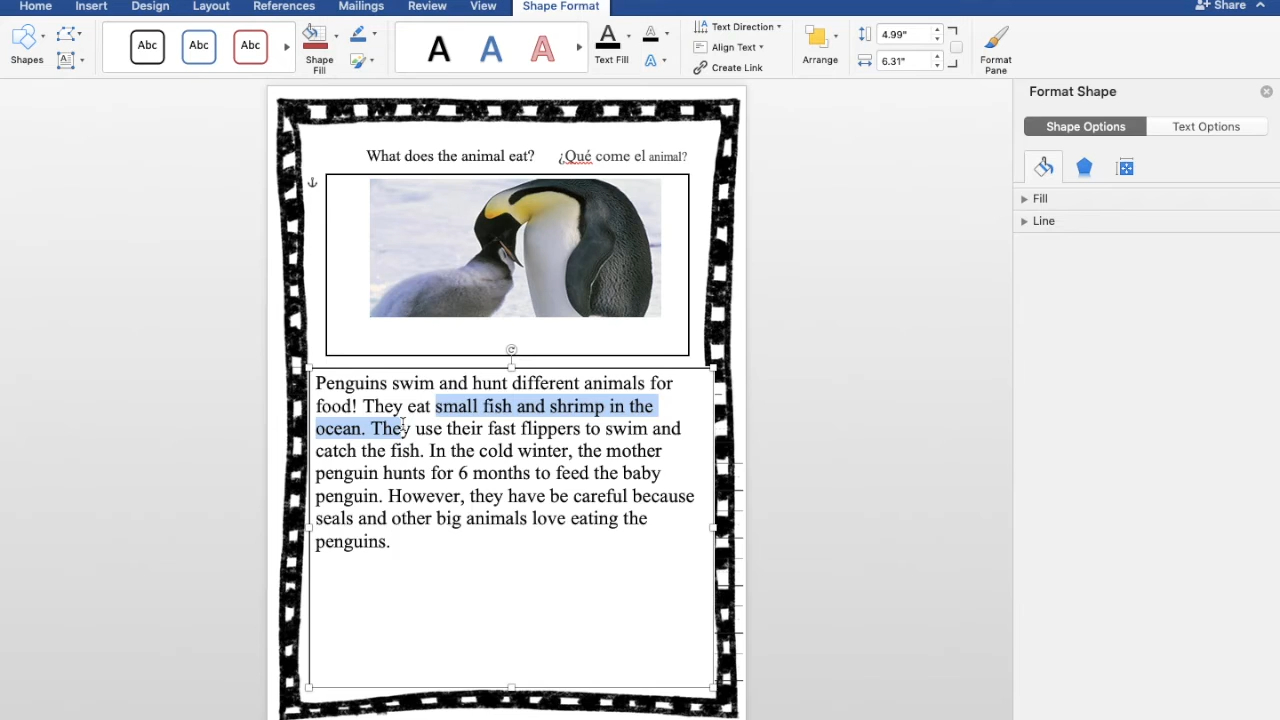 Home Insert Design Layout References Mailings Review View Shape Format Share
Shapes
Abc Abc Abc
Shape Fill
A A A
A
Text Fill
A
A
A
Text Direction
Align Text
Create Link
Arrange
4.99"
6.31"
Format Pane
Format Shape
Shape Options Text Options
Fill
Line
What does the animal eat? ¿Qué come el animal?
Penguins swim and hunt different animals for
food! They eat small fish and shrimp in the
ocean. They use their fast flippers to swim and
catch the fish. In the cold winter, the mother
penguin hunts for 6 months to feed the baby
penguin. However, they have be careful because
seals and other big animals love eating the
penguins.